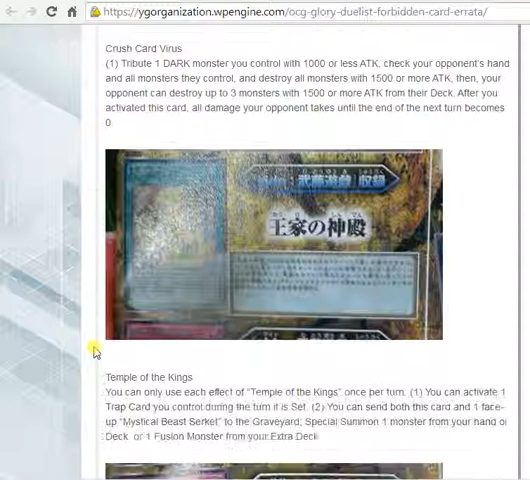 https://ygorganization.wpengine.com/ocg-glory-duelist-forbidden-card-errata/
Crush Card Virus
(1) Tribute 1 DARK monster you control with 1000 or less ATK, check your opponent's hand
and all monsters they control, and destroy all monsters with 1500 or more ATK, then, your
opponent can destroy up to 3 monsters with 1500 or more ATK from their Deck. After you
activated this card, all damage your opponent takes until the end of the next turn becomes
0.
収録
王家の神殿
Temple of the Kings
You can only use each effect of "Temple of the Kings" once per turn. (1) You can activate 1
Trap Card you control during the turn it is Set. (2) You can send both this card and 1 face-
up "Mystical Beast Serket" to the Graveyard; Special Summon 1 monster from your hand or
Deck, or 1 Fusion Monster from your Extra Deck.